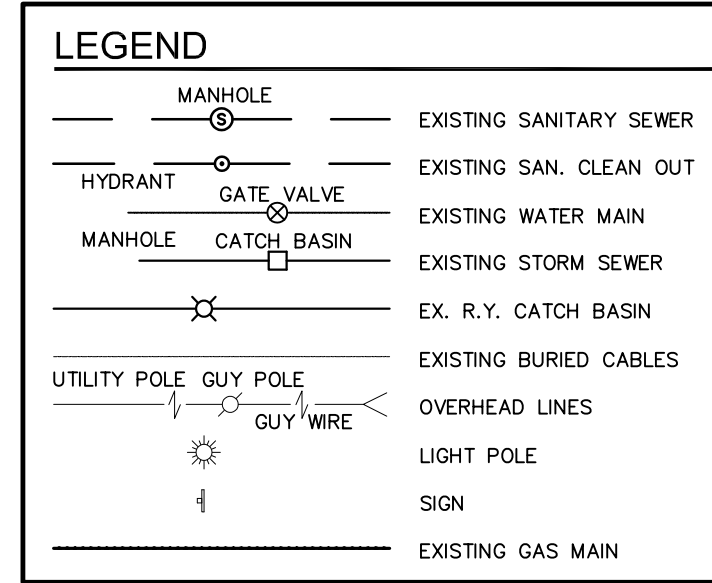 LEGEND
MANHOLE
S
EXISTING SANITARY SEWER
EXISTING SAN. CLEAN OUT
HYDRANT
GATE VALVE
EXISTING WATER MAIN
MANHOLE CATCH BASIN
EXISTING STORM SEWER
EX. R.Y. CATCH BASIN
EXISTING BURIED CABLES
UTILITY POLE GUY POLE
OVERHEAD LINES
GUY WIRE
LIGHT POLE
SIGN
EXISTING GAS MAIN